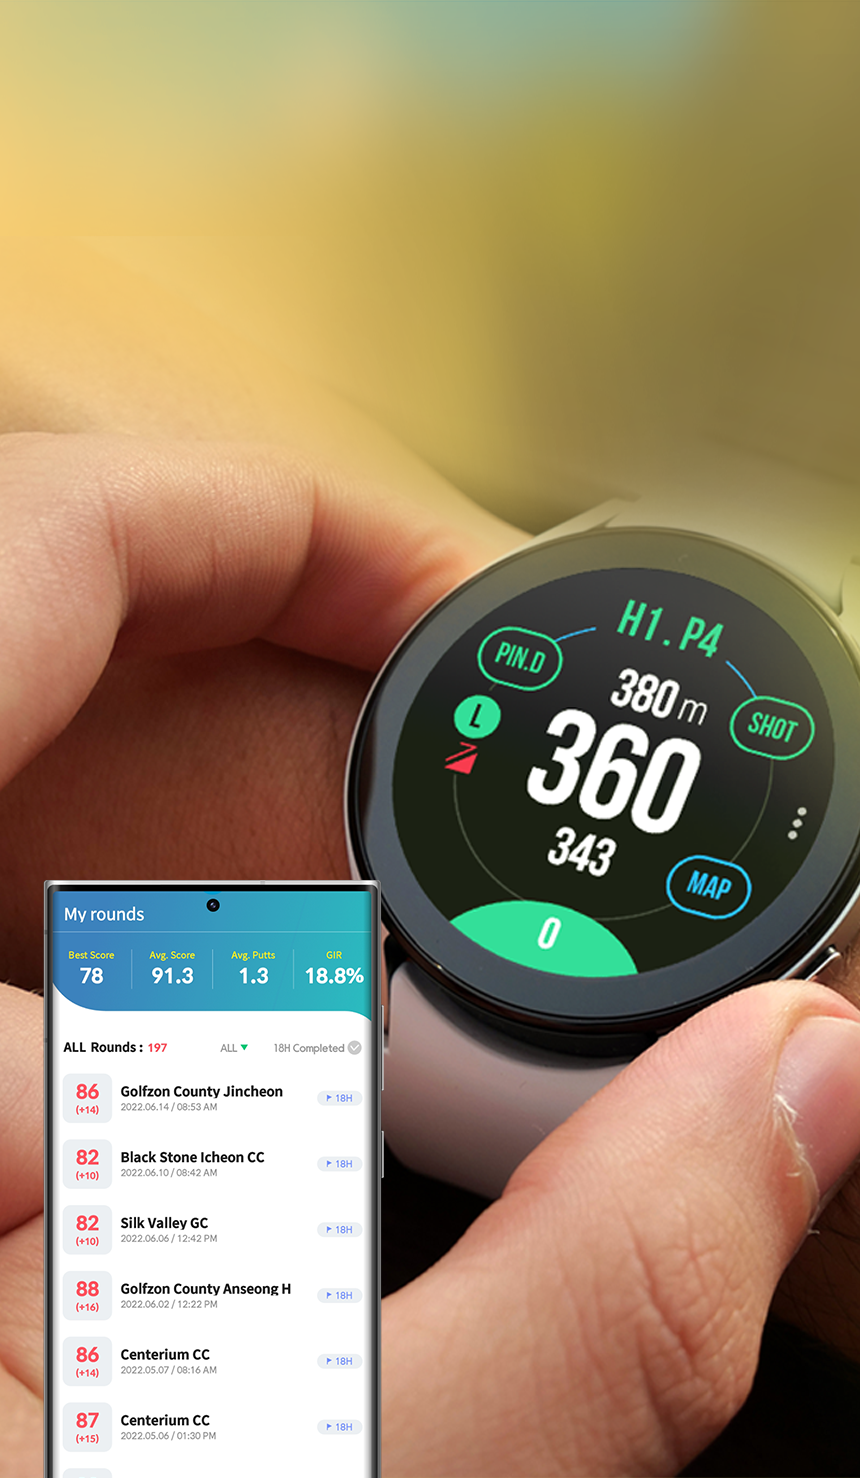 H1. P4
PIN.D
380 m
L
SHOT
360
343
MAP
0
My rounds
Best Score Avg. Score Avg. Putts GIR
78 91.3 1.3 18.8%
ALL Rounds : 197 ALL 18H Completed
86 Golfzon County Jincheon
(+14) 2022.06.14 / 08:53 AM 18H
82 Black Stone Icheon CC
(+10) 2022.06.10 / 08:42 AM 18H
82 Silk Valley GC
(+10) 2022.06.06 / 12:42 PM 18H
88 Golfzon County Anseong H
(+16) 2022.06.02 / 12:22 PM 18H
86 Centerium CC
(+14) 2022.05.07 / 08:16 AM 18H
87 Centerium CC
(+15) 2022.05.06 / 01:30 PM 18H